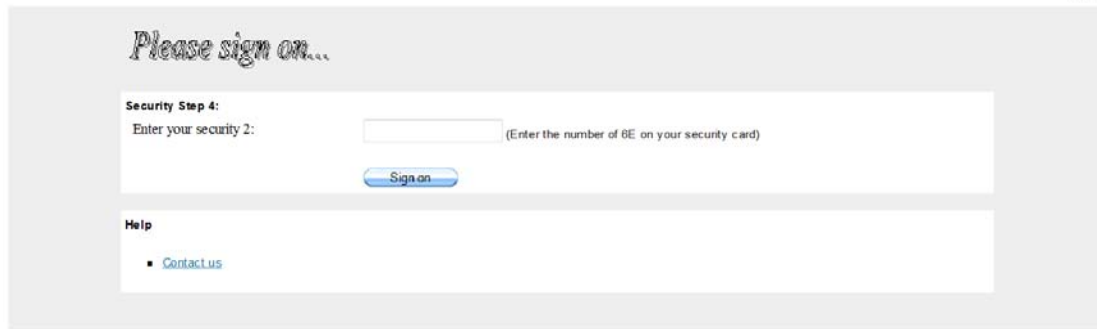 Please sign on...
Security Step 4:
Enter your security 2: (Enter the number of 6E on your security card)
Sign on
Help
Contact us